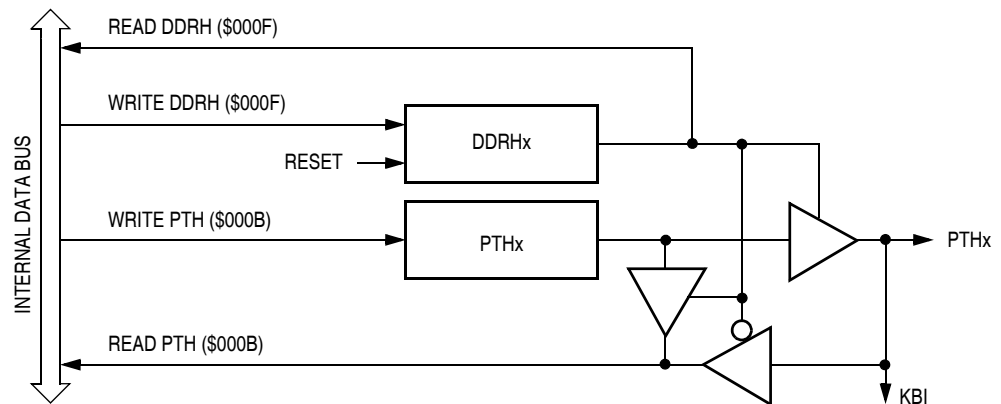 READ DDRH ($000F)
WRITE DDRH ($000F)
DDRHx
RESET
INTERNAL DATA BUS
WRITE PTH ($000B)
PTHx
PTHx
READ PTH ($000B)
KBI